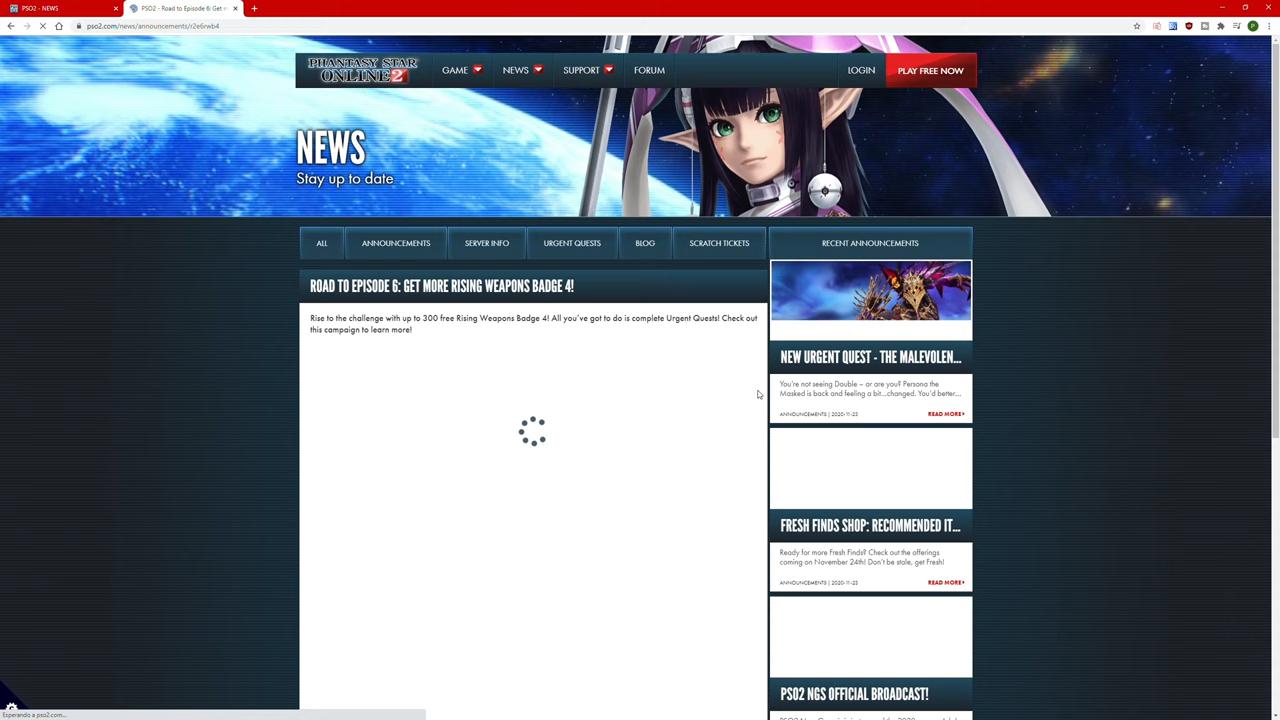 PSO2 - NEWS
PSO2 - Road to Episode 6: Get m
pso2.com/news/announcements/r2e6rwb4
PHANTASY STAR
ONLINE 2
GAME
NEWS
SUPPORT
FORUM
LOGIN
PLAY FREE NOW
NEWS
Stay up to date
ALL
ANNOUNCEMENTS
SERVER INFO
URGENT QUESTS
BLOG
SCRATCH TICKETS
RECENT ANNOUNCEMENTS
ROAD TO EPISODE 6: GET MORE RISING WEAPONS BADGE 4!
Rise to the challenge with up to 300 free Rising Weapons Badge 4! All you've got to do is complete Urgent Quests! Check out
this campaign to learn more!
NEW URGENT QUEST - THE MALEVOLEN...
You're not seeing Double – or are you? Persona the
Masked is back and feeling a bit...changed. You'd better...
ANNOUNCEMENTS | 2020-11-23
READ MORE
FRESH FINDS SHOP: RECOMMENDED IT...
Ready for more Fresh Finds? Check out the offerings
coming on November 24th! Don't be stale, get Fresh!
ANNOUNCEMENTS | 2020-11-23
READ MORE
PSO2 NGS OFFICIAL BROADCAST!
Esperando a pso2.com...